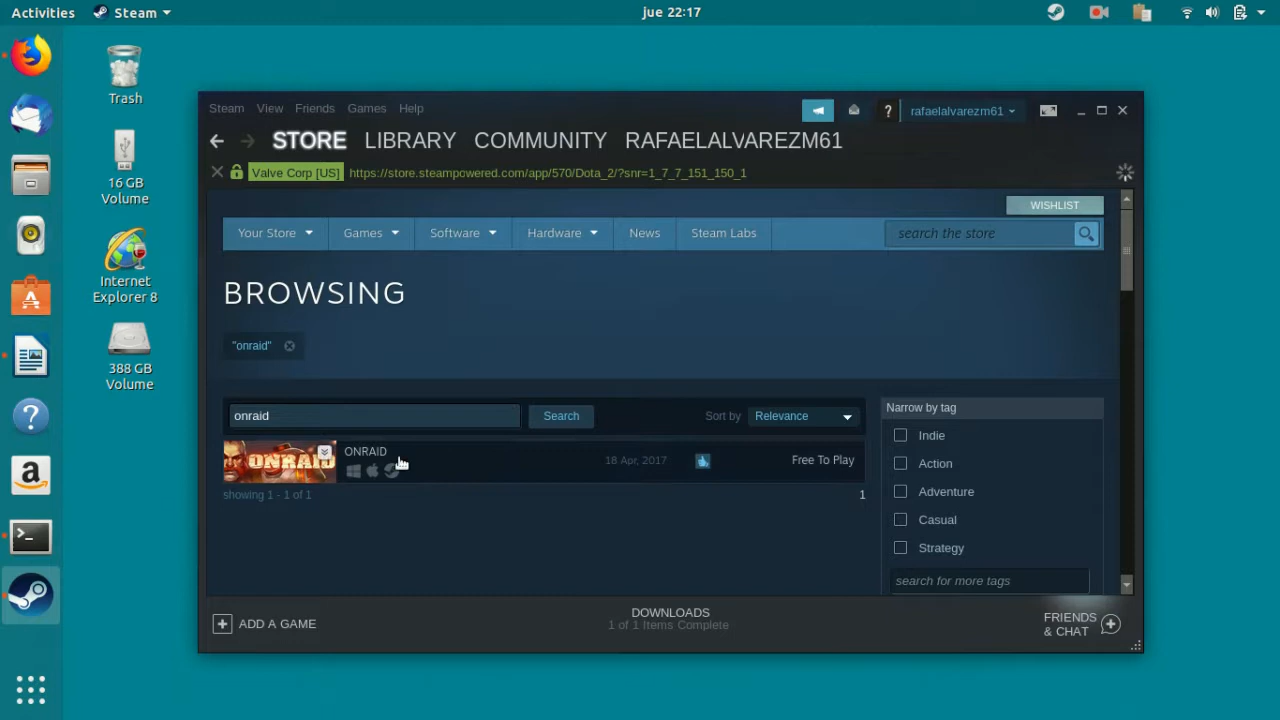 Activities
Steam
jue 22:17
Trash
16 GB
Volume
Internet
Explorer 8
388 GB
Volume
Steam View Friends Games Help
rafaelalvarezm61
STORE LIBRARY COMMUNITY RAFAELALVAREZM61
Valve Corp [US] https://store.steampowered.com/app/570/Dota_2/?snr=1_7_7_151_150_1
WISHLIST
Your Store Games Software Hardware News Steam Labs
search the store
BROWSING
"onraid"
onraid
Search
Sort by Relevance
ONRAID
ONRAID
18 Apr, 2017
Free To Play
showing 1 - 1 of 1
1
Narrow by tag
Indie
Action
Adventure
Casual
Strategy
search for more tags
ADD A GAME
DOWNLOADS
1 of 1 Items Complete
FRIENDS
& CHAT